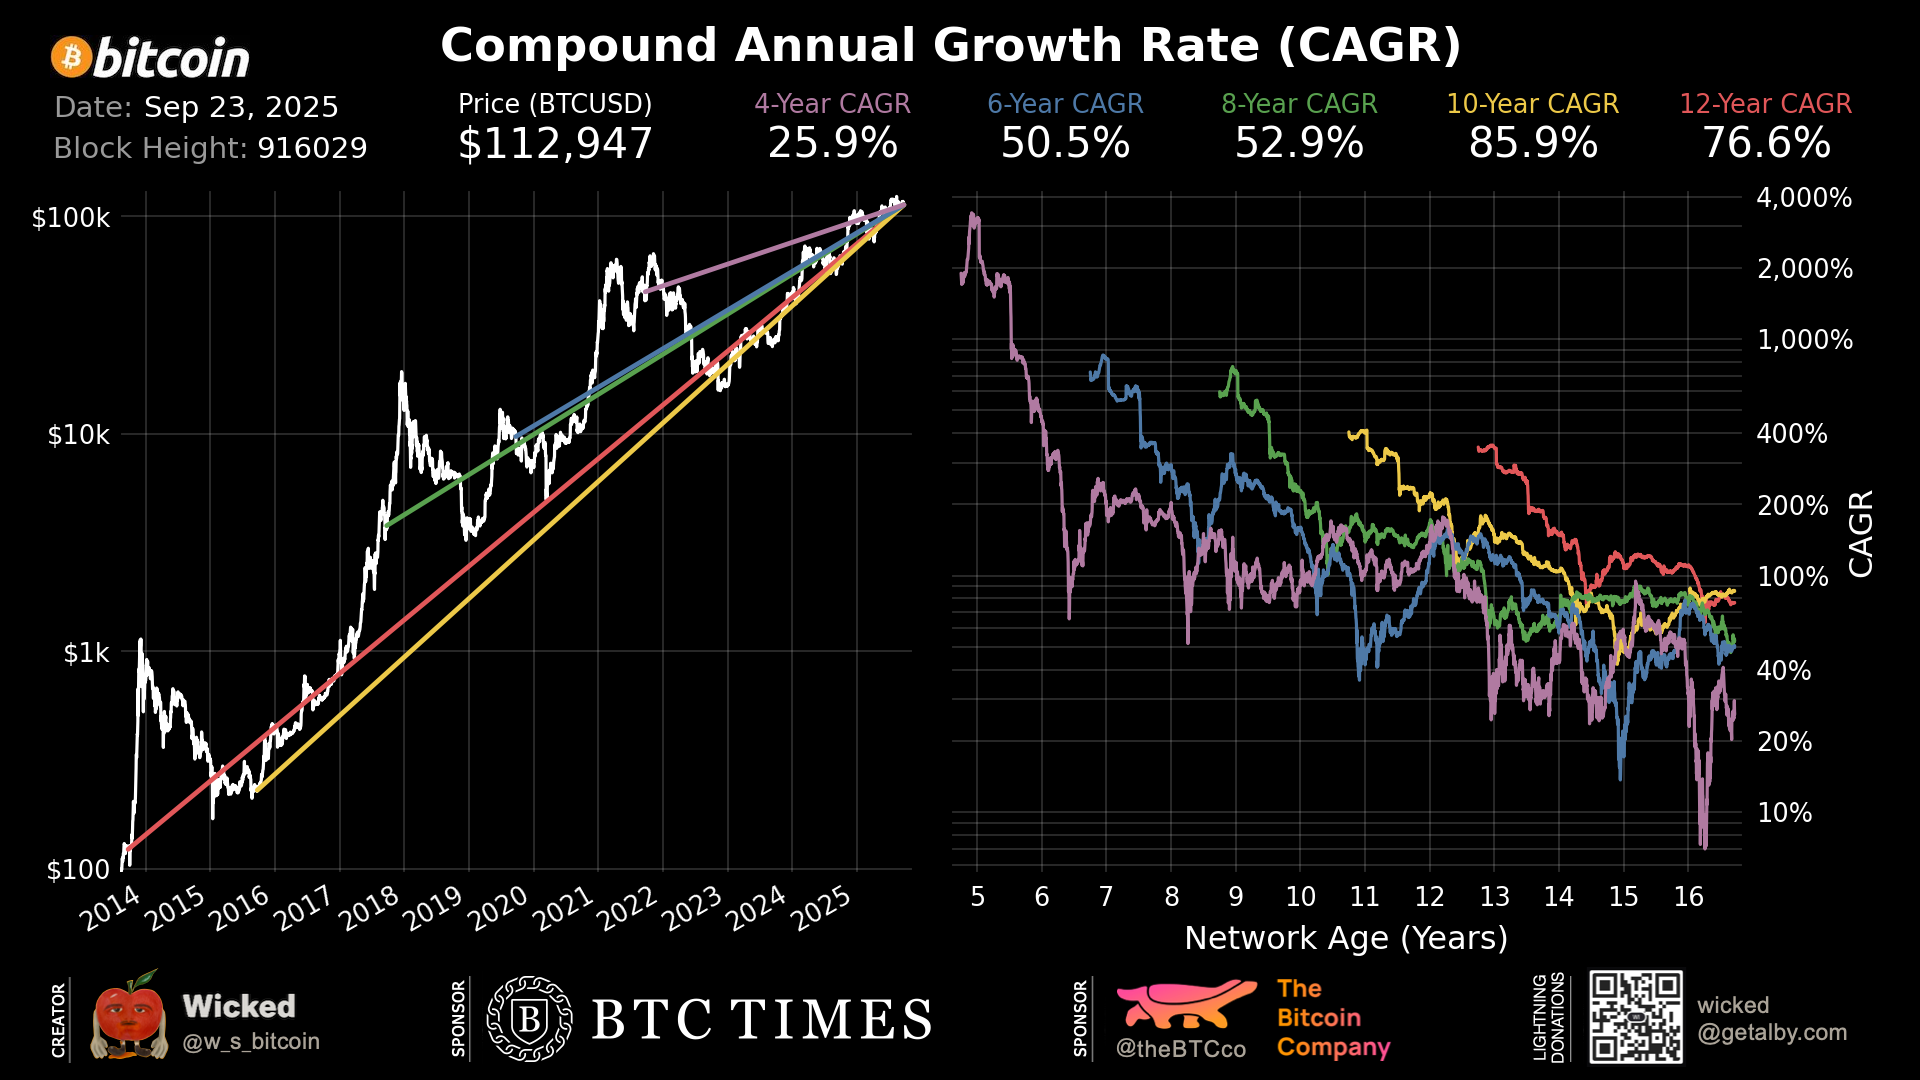 bitcoin
Compound Annual Growth Rate (CAGR)
Date: Sep 23, 2025
Block Height: 916029
Price (BTCUSD)
$112,947
4-Year CAGR
25.9%
6-Year CAGR
50.5%
8-Year CAGR
52.9%
10-Year CAGR
85.9%
12-Year CAGR
76.6%
$100k
$10k
$1k
$100
2014
2015
2016
2017
2018
2019
2020
2021
2022
2023
2024
2025
4,000%
2,000%
1,000%
400%
200%
100%
40%
20%
10%
CAGR
5
6
7
8
9
10
11
12
13
14
15
16
Network Age (Years)
CREATOR
Wicked
@w_s_bitcoin
SPONSOR
B
BTC TIMES
SPONSOR
@theBTCco
The
Bitcoin
Company
LIGHTNING
DONATIONS
wicked
@getalby.com